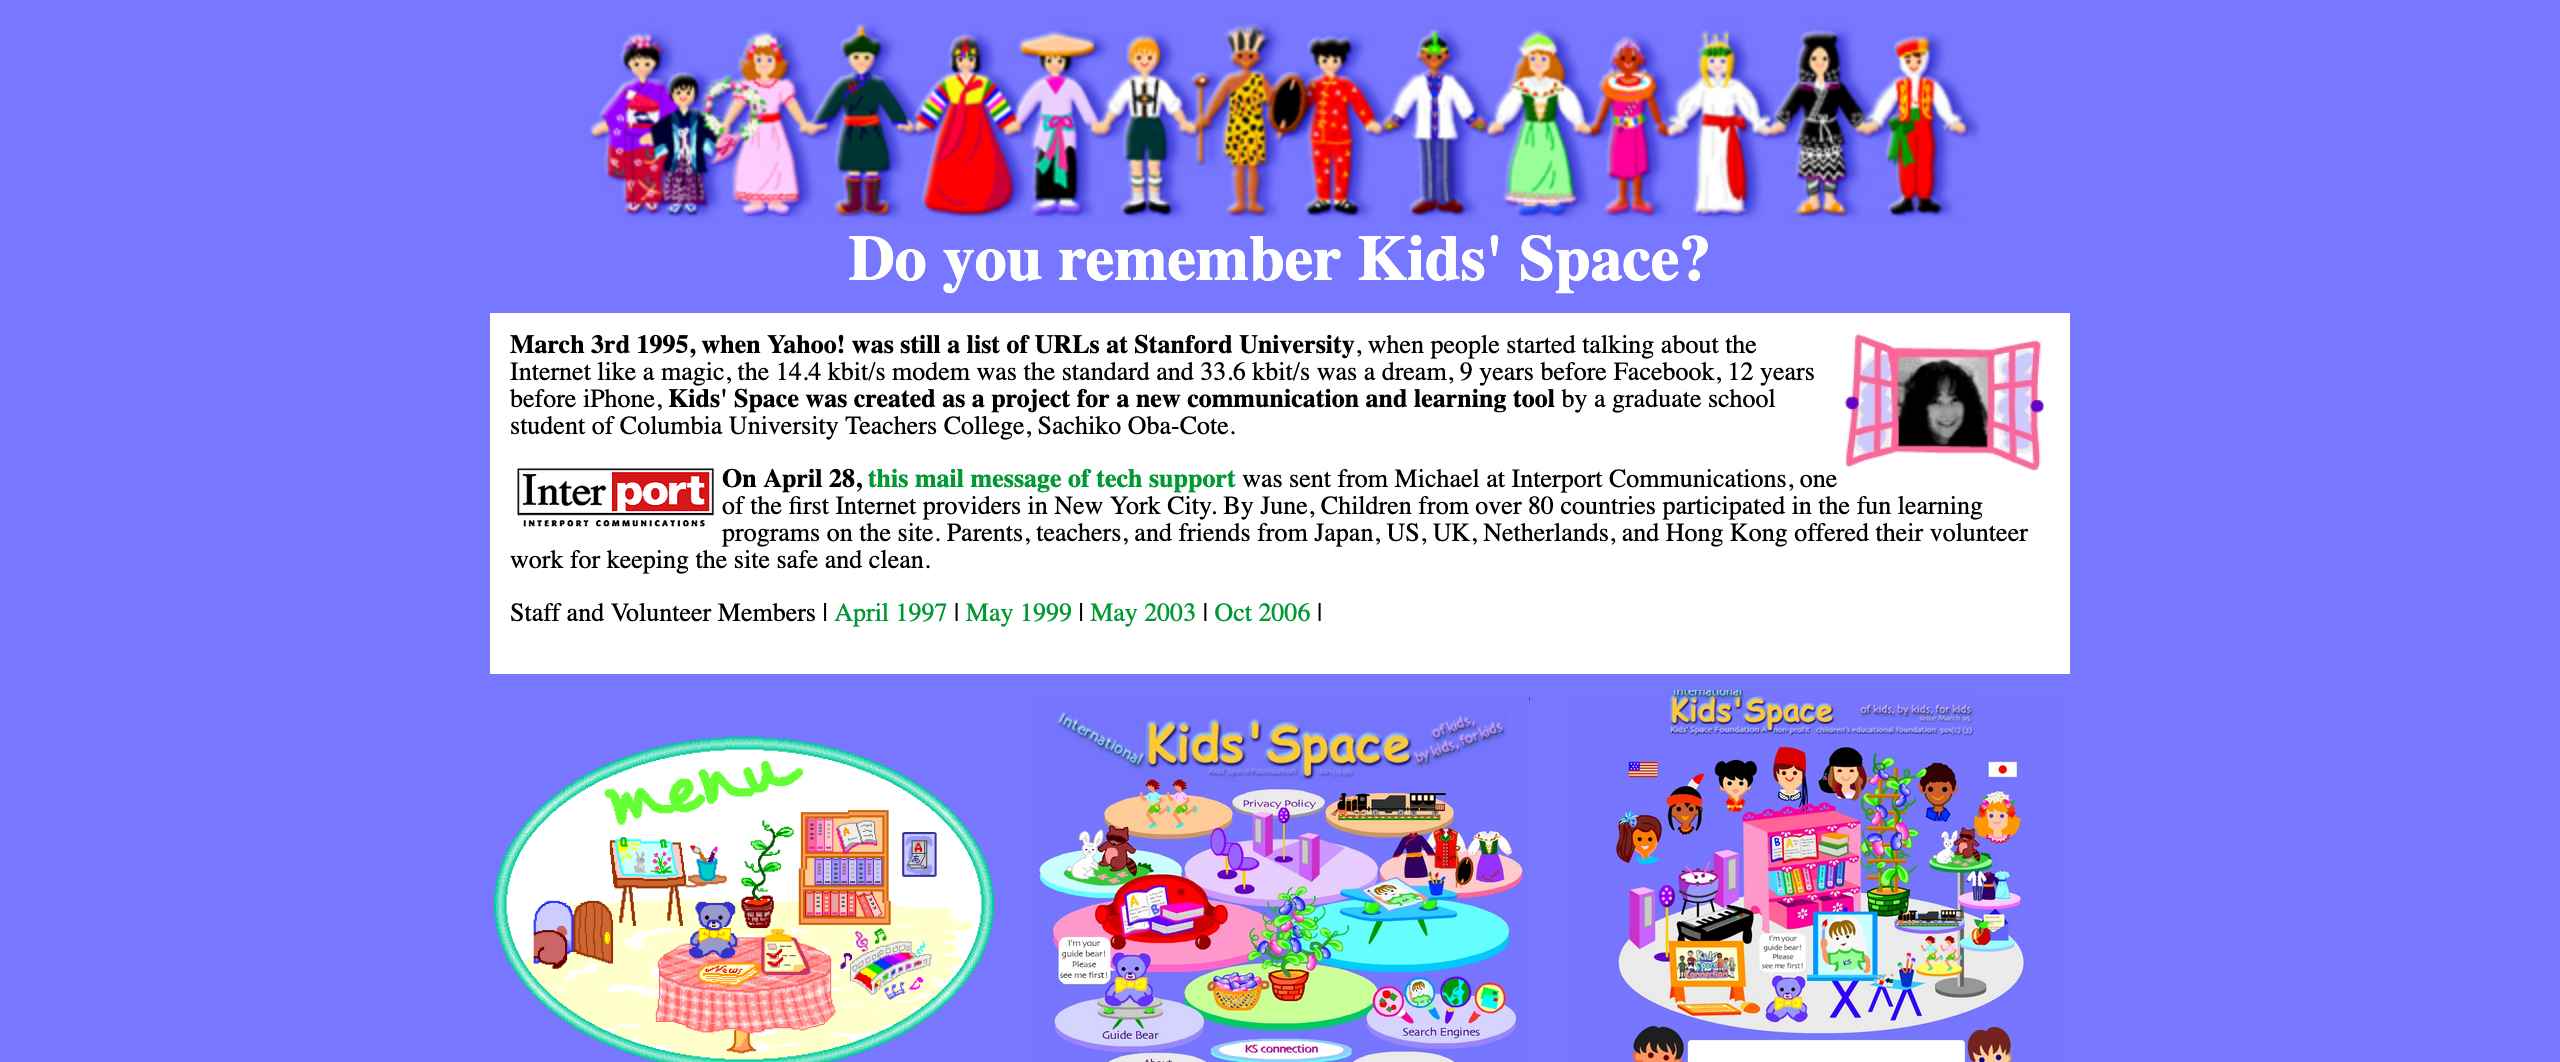 Do you remember Kids' Space?
March 3rd 1995, when Yahoo! was still a list of URLs at Stanford University, when people started talking about the
Internet like a magic, the 14.4 kbit/s modem was the standard and 33.6 kbit/s was a dream, 9 years before Facebook, 12 years
before iPhone, Kids' Space was created as a project for a new communication and learning tool by a graduate school
student of Columbia University Teachers College, Sachiko Oba-Cote.
Inter port
INTERPORT COMMUNICATIONS
On April 28, this mail message of tech support was sent from Michael at Interport Communications, one
of the first Internet providers in New York City. By June, Children from over 80 countries participated in the fun learning
programs on the site. Parents, teachers, and friends from Japan, US, UK, Netherlands, and Hong Kong offered their volunteer
work for keeping the site safe and clean.
Staff and Volunteer Members | April 1997 | May 1999 | May 2003 | Oct 2006 |
menu
A
A
News
International
Kids'Space
of kids,
by kids, for kids
Privacy Policy
A
B
I'm your
guide bear!
Please
see me first!
Guide Bear
Search Engines
KS connection
About
International
Kids'Space
of kids, by kids, for kids
Kids' Space Foundation A non-profit children's educational foundation
B
A
I'm your
guide bear!
Please
see me first!
KS